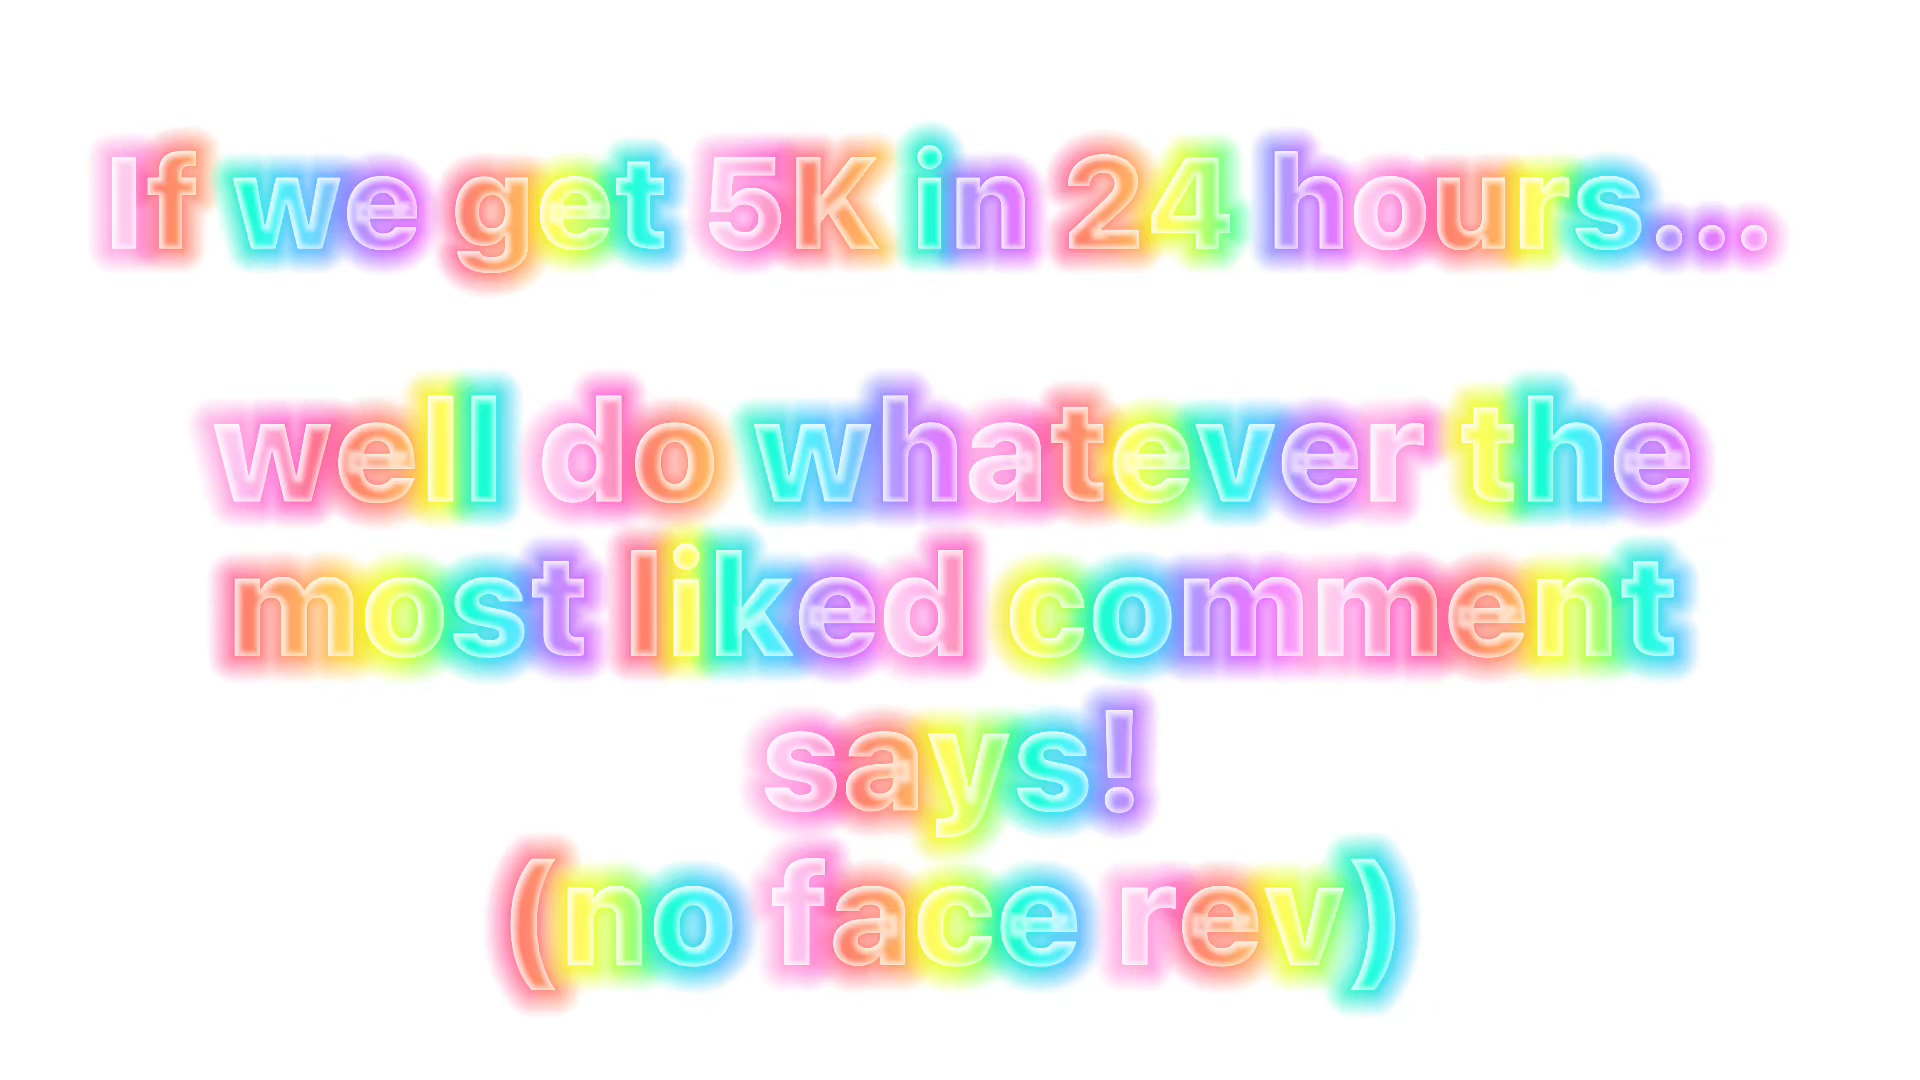 If we get 5K in 24 hours...
well do whatever the
most liked comment
says!
(no face rev)